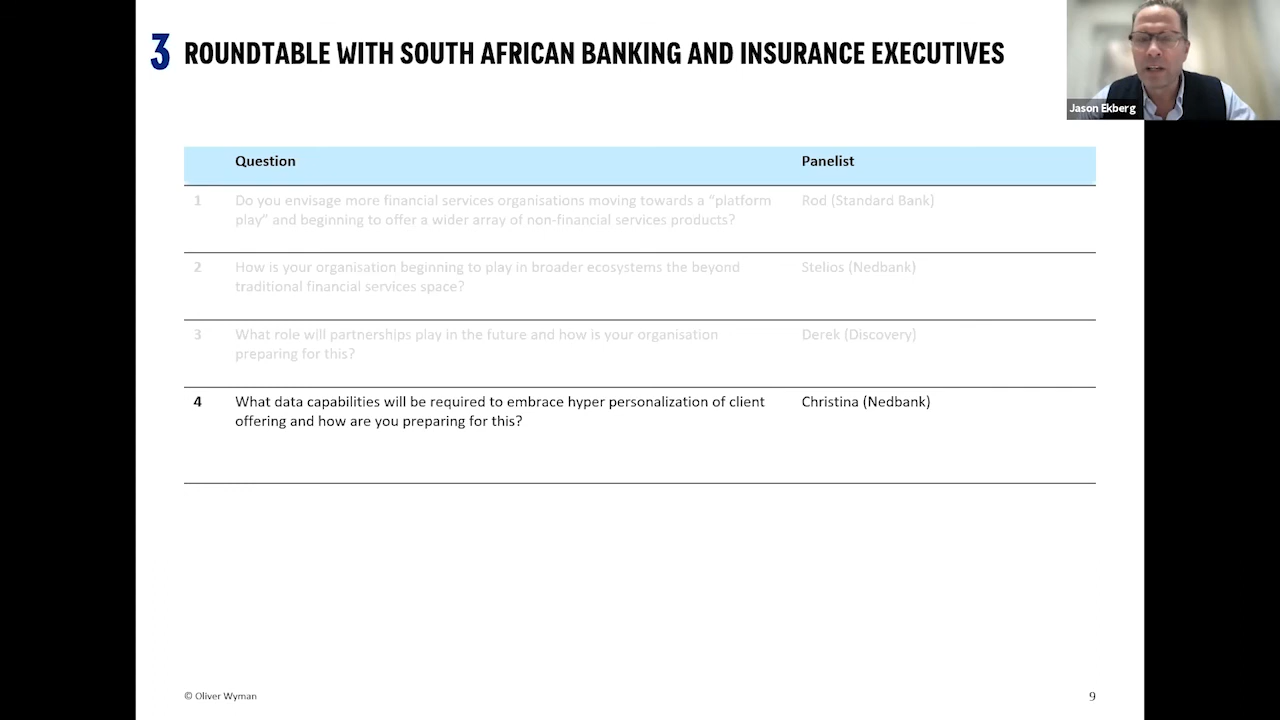 3 ROUNDTABLE WITH SOUTH AFRICAN BANKING AND INSURANCE EXECUTIVES
Jason Ekberg
Question Panelist
1 Do you envisage more financial services organisations moving towards a “platform Rod (Standard Bank)
play” and beginning to offer a wider array of non-financial services products?
2 How is your organisation beginning to play in broader ecosystems the beyond Stelios (Nedbank)
traditional financial services space?
3 What role will partnerships play in the future and how is your organisation Derek (Discovery)
preparing for this?
4 What data capabilities will be required to embrace hyper personalization of client Christina (Nedbank)
offering and how are you preparing for this?
© Oliver Wyman 9